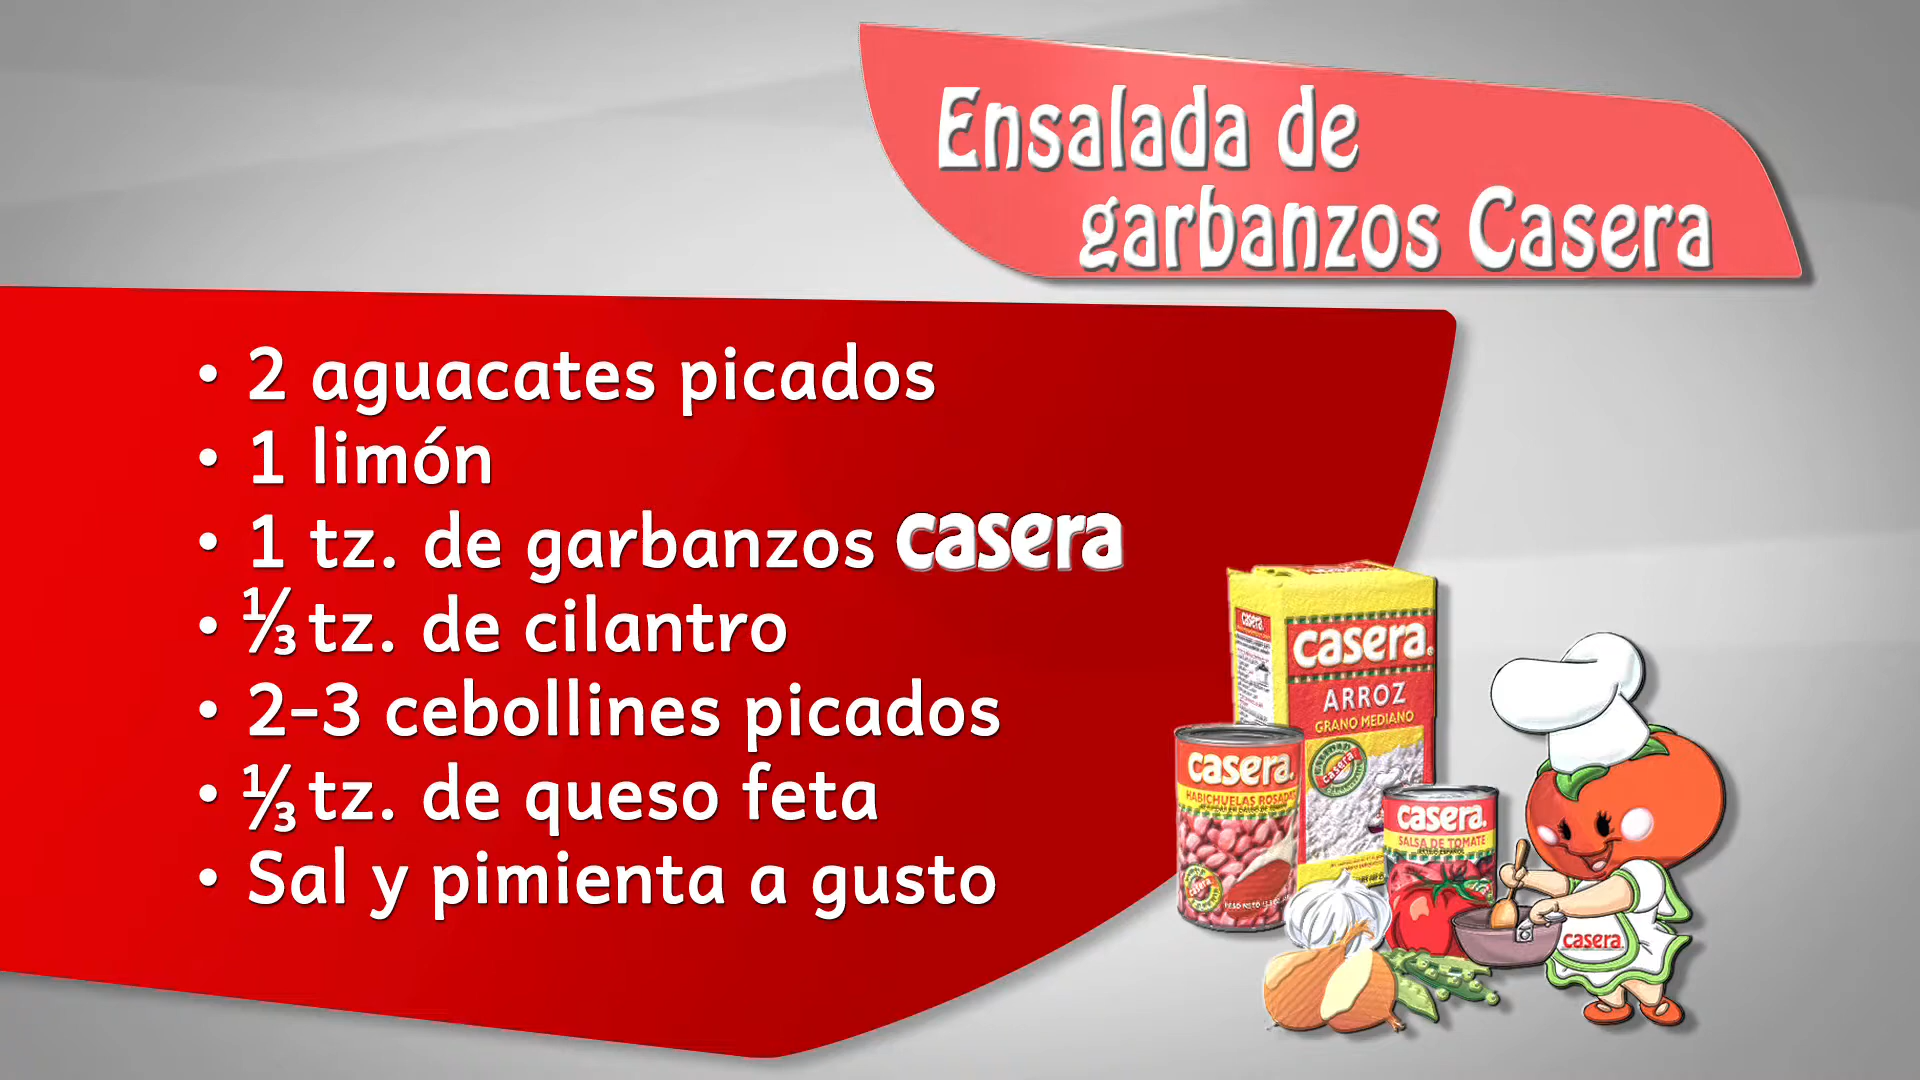 Ensalada de
garbanzos Casera
• 2 aguacates picados
• 1 limón
• 1 tz. de garbanzos casera
• ⅓ tz. de cilantro
• 2-3 cebollines picados
• ⅓ tz. de queso feta
• Sal y pimienta a gusto
casera
casera®
ARROZ
GRANO MEDIANO
casera
casera
HABICHUELAS ROSADAS
casera
SALSA DE TOMATE
casera